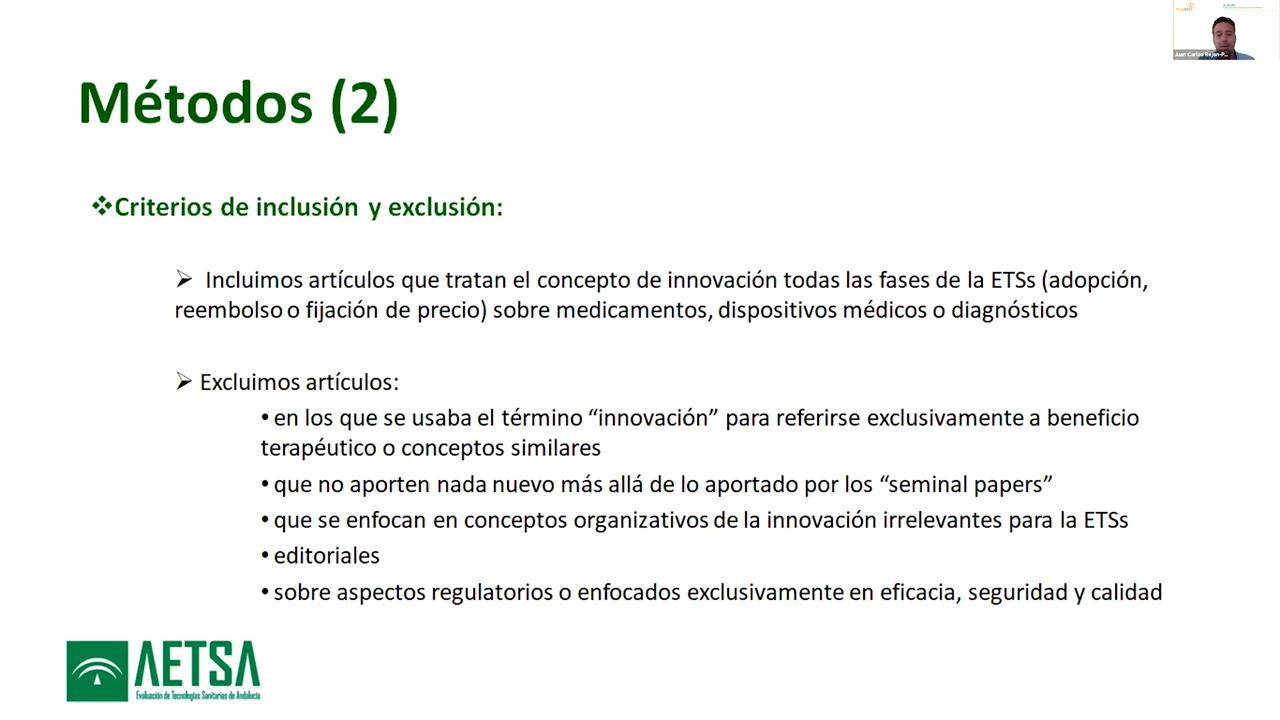 Juan Carlos Rejon-P...
Métodos (2)
❖Criterios de inclusión y exclusión:
➢ Incluimos artículos que tratan el concepto de innovación todas las fases de la ETSs (adopción,
reembolso o fijación de precio) sobre medicamentos, dispositivos médicos o diagnósticos
➢ Excluimos artículos:
• en los que se usaba el término “innovación” para referirse exclusivamente a beneficio
terapéutico o conceptos similares
• que no aporten nada nuevo más allá de lo aportado por los “seminal papers”
• que se enfocan en conceptos organizativos de la innovación irrelevantes para la ETSs
• editoriales
• sobre aspectos regulatorios o enfocados exclusivamente en eficacia, seguridad y calidad
AETSA
Evaluación de Tecnologías Sanitarias de Andalucía